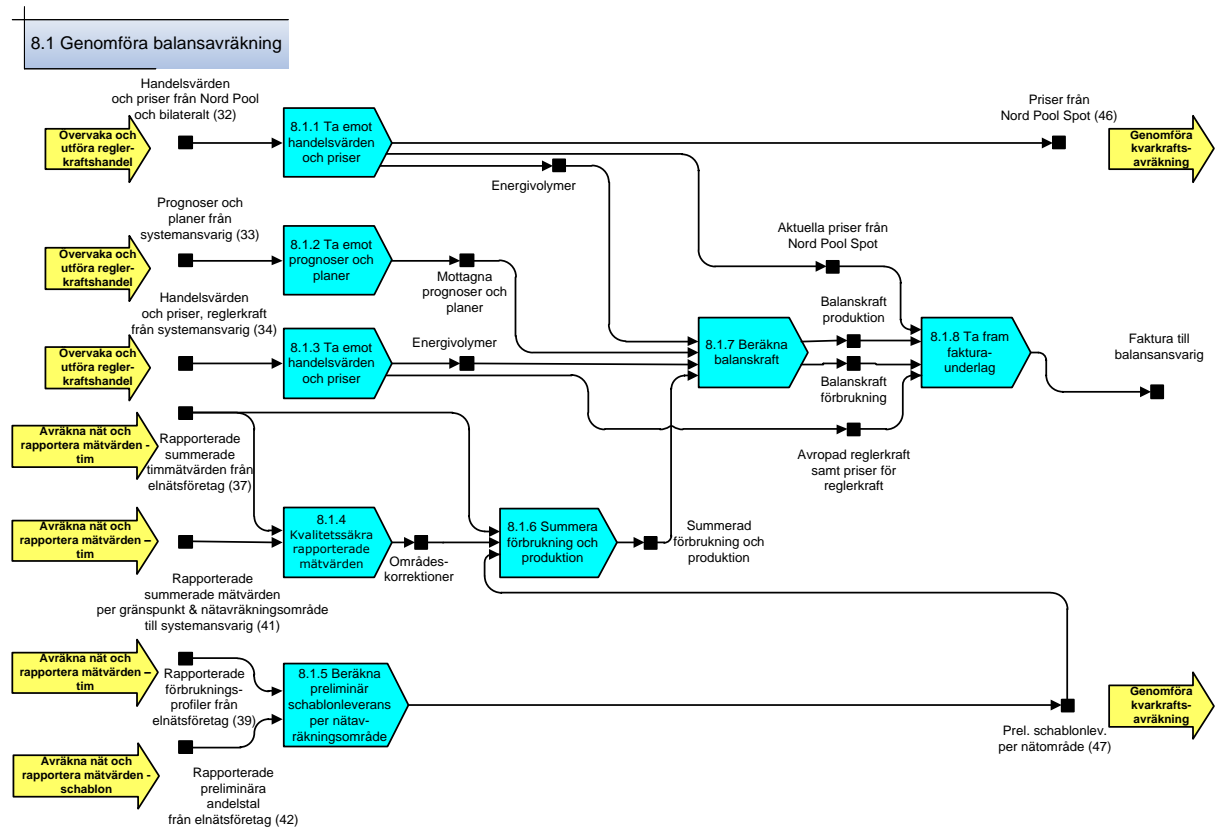 8.1 Genomföra balansavräkning
Handelsvärden
och priser från Nord Pool
och bilateralt (32)
Övervaka och
utföra regler-
kraftshandel
8.1.1 Ta emot
handelsvärden
och priser
Energivolymer
Priser från
Nord Pool Spot (46)
Genomföra
kvarkrafts-
avräkning
Prognoser och
planer från
systemansvarig (33)
Övervaka och
utföra regler-
kraftshandel
8.1.2 Ta emot
prognoser och
planer
Mottagna
prognoser och
planer
Aktuella priser från
Nord Pool Spot
Handelsvärden
och priser, reglerkraft
från systemansvarig (34)
Övervaka och
utföra regler-
kraftshandel
8.1.3 Ta emot
handelsvärden
och priser
Energivolymer
8.1.7 Beräkna
balanskraft
Balanskraft
produktion
Balanskraft
förbrukning
8.1.8 Ta fram
faktura-
underlag
Faktura till
balansansvarig
Avropad reglerkraft
samt priser för
reglerkraft
Avräkna nät och
rapportera mätvärden -
tim
Rapporterade
summerade
timmätvärden från
elnätsföretag (37)
Avräkna nät och
rapportera mätvärden –
tim
8.1.4
Kvalitetssäkra
rapporterade
mätvärden
Områdes-
korrektioner
8.1.6 Summera
förbrukning och
produktion
Summerad
förbrukning och
produktion
Rapporterade
summerade mätvärden
per gränspunkt & nätavräkningsområde
till systemansvarig (41)
Avräkna nät och
rapportera mätvärden –
tim
Rapporterade
förbruknings-
profiler från
elnätsföretag (39)
8.1.5 Beräkna
preliminär
schablonleverans
per nätav-
räkningsområde
Prel. schablonlev.
per nätområde (47)
Genomföra
kvarkrafts-
avräkning
Avräkna nät och
rapportera mätvärden -
schablon
Rapporterade
preliminära
andelstal
från elnätsföretag (42)